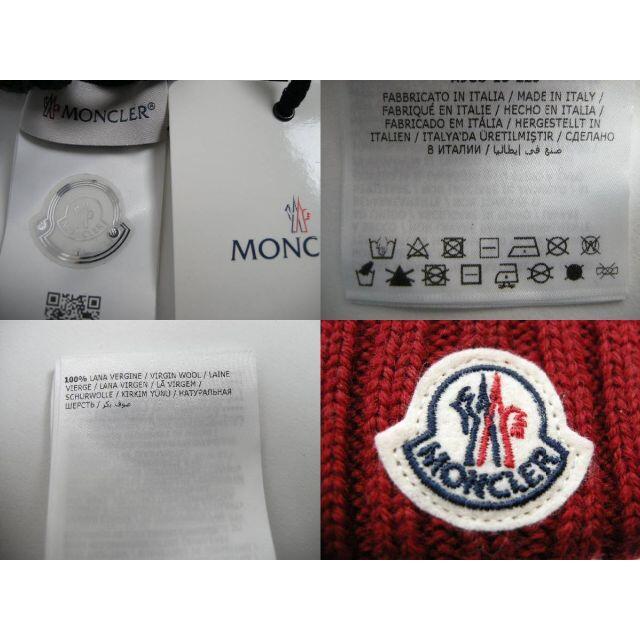 MONCLER®
MONCL
FABBRICATO IN ITALIA / MADE IN ITALY /
FABRIQUÉ EN ITALIE / HECHO EN ITALIA /
FABRICADO EM ITÁLIA / HERGESTELLT IN
ITALIEN / ITALYA'DA ÜRETILMIŞTIR / СДЕЛАНО
В ИТАЛИИ / صنع في إيطاليا
100% LANA VERGINE / VIRGIN WOOL / LAINE
VIERGE / LANA VIRGEN / LÃ VIRGEM /
SCHURWOLLE / KIRKIM YÜNÜ / НАТУРАЛЬНАЯ
ШЕРСТЬ / صوف بكر
MONCLER